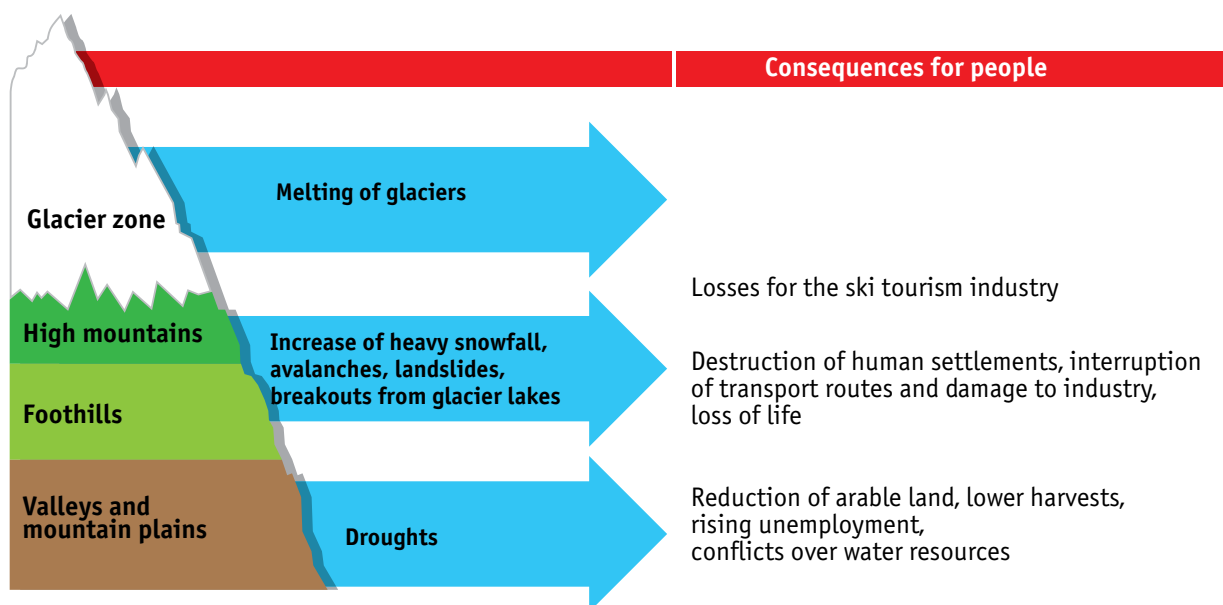 Consequences for people
Melting of glaciers
Glacier zone
Losses for the ski tourism industry
High mountains
Increase of heavy snowfall,
avalanches, landslides,
breakouts from glacier lakes
Destruction of human settlements, interruption
of transport routes and damage to industry,
loss of life
Foothills
Valleys and
mountain plains
Droughts
Reduction of arable land, lower harvests,
rising unemployment,
conflicts over water resources